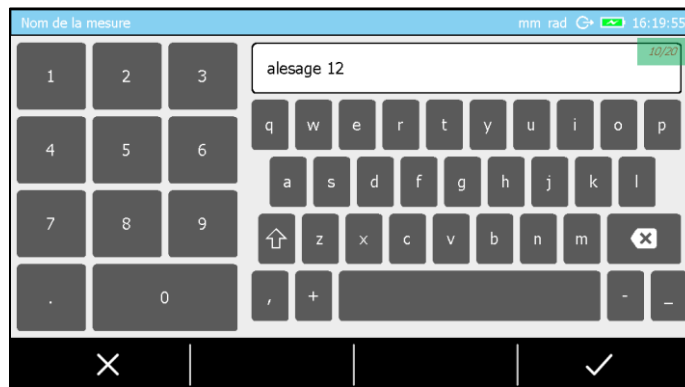 Nom de la mesure
mm rad 16:19:55
10/20
alesage 12
1 2 3
4 5 6
7 8 9
. 0
q w e r t y u i o p
a s d f g h j k l
z x c v b n m
, + - _